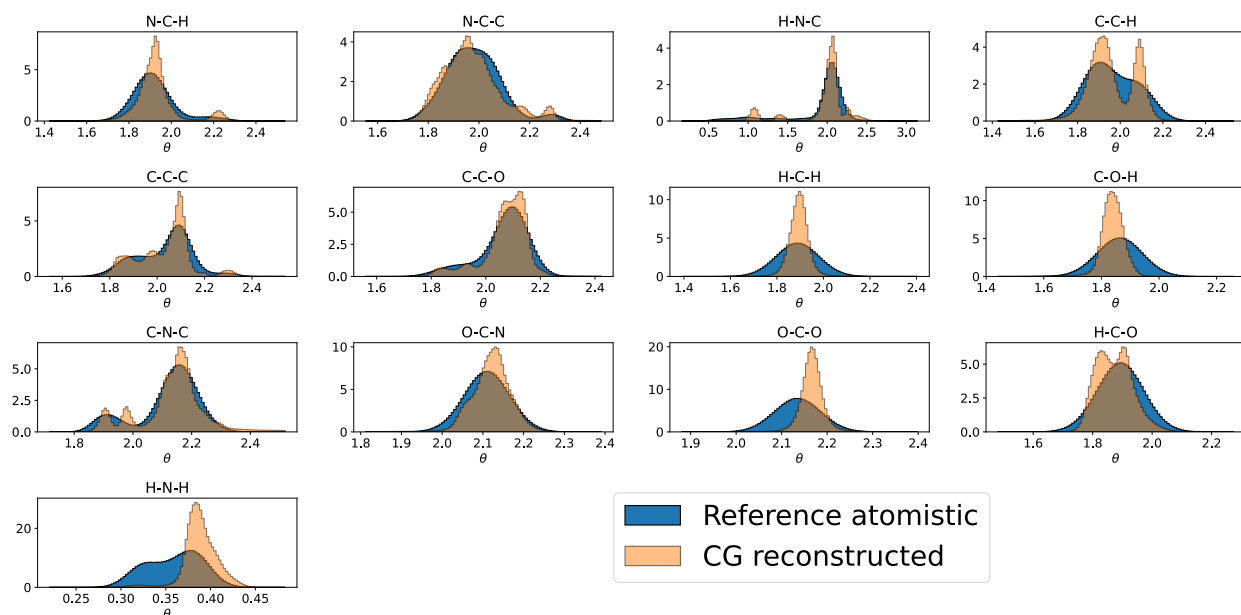 N-C-H
N-C-C
H-N-C
C-C-H
5
0
1.4 1.6 1.8 2.0 2.2 2.4
θ
4
2
0
1.6 1.8 2.0 2.2 2.4
θ
4
2
0
0.5 1.0 1.5 2.0 2.5 3.0
θ
4
2
0
1.4 1.6 1.8 2.0 2.2 2.4
θ
C-C-C
C-C-O
H-C-H
C-O-H
5
0
1.6 1.8 2.0 2.2 2.4
θ
5.0
2.5
0.0
1.6 1.8 2.0 2.2 2.4
θ
10
5
0
1.4 1.6 1.8 2.0 2.2 2.4
θ
10
5
0
1.4 1.6 1.8 2.0 2.2
θ
C-N-C
O-C-N
O-C-O
H-C-O
5.0
2.5
0.0
1.8 2.0 2.2 2.4
θ
10
5
0
1.8 1.9 2.0 2.1 2.2 2.3 2.4
θ
20
10
0
1.9 2.0 2.1 2.2 2.3 2.4
θ
5.0
2.5
0.0
1.6 1.8 2.0 2.2
θ
H-N-H
20
0
0.25 0.30 0.35 0.40 0.45
θ
Reference atomistic
CG reconstructed